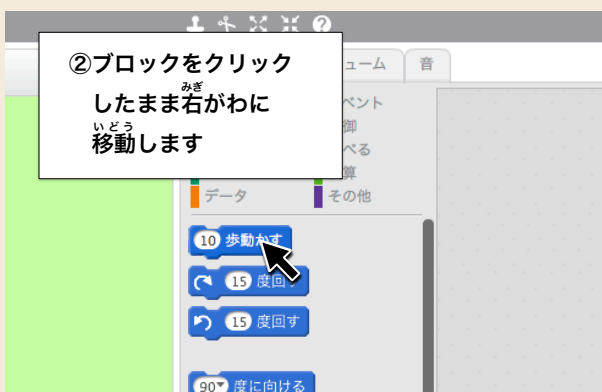 ②ブロックをクリック
したまま右がわに
みぎ
移動します
いどう
ューム 音
ベント
御
べる
算
データ その他
10 歩動かす
15 度回す
15 度回す
90▼ 度に向ける